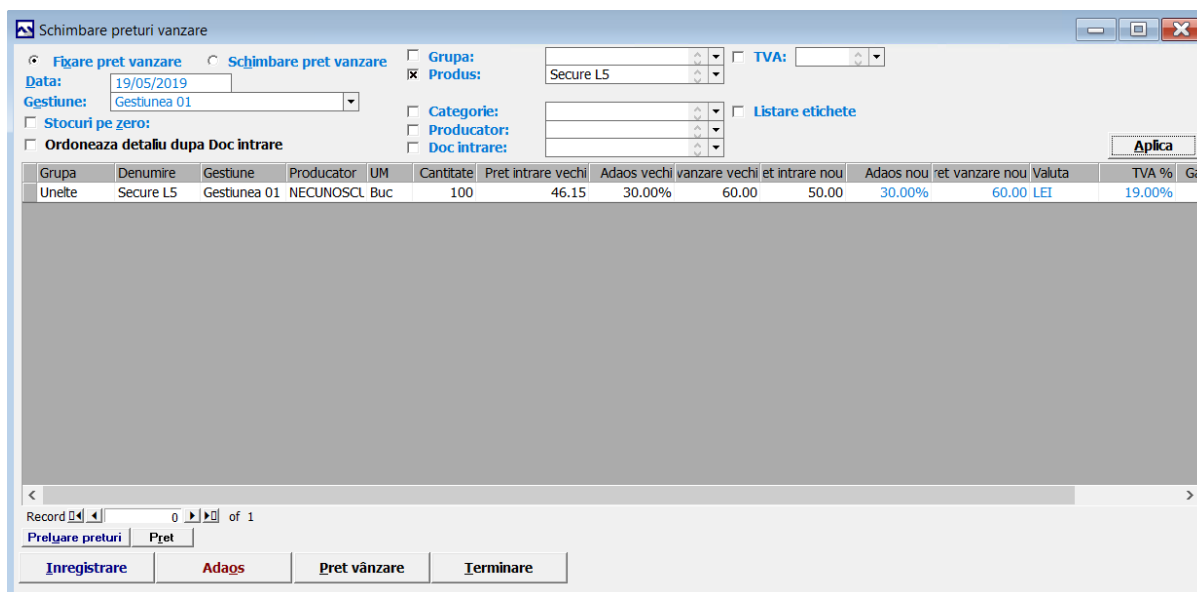 Schimbare preturi vanzare
Fixare pret vanzare Schimbare pret vanzare
Data: 19/05/2019
Gestiune: Gestiunea 01
Stocuri pe zero:
Ordoneaza detaliu dupa Doc intrare
Grupa: TVA:
Produs: Secure L5
Categorie: Listare etichete
Producator:
Doc intrare:
Aplica
Grupa Denumire Gestiune Producator UM Cantitate Pret intrare vechi Adaos vechi vanzare vechi et intrare nou Adaos nou ret vanzare nou Valuta TVA % Ga
Unelte Secure L5 Gestiunea 01 NECUNOSCU Buc 100 46.15 30.00% 60.00 50.00 30.00% 60.00 LEI 19.00%
Record 0 of 1
Preluare preturi Pret
Inregistrare Adaos Pret vânzare Terminare